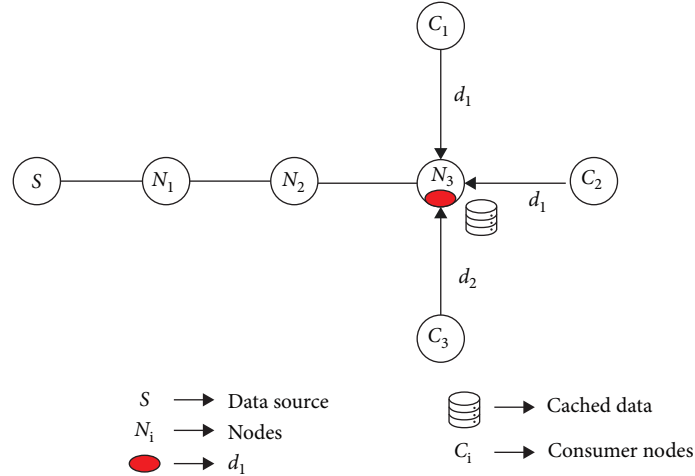 C1
d1
S
N1
N2
N3
C2
d1
d2
C3
S Data source
Ni Nodes
d1
Cached data
Ci Consumer nodes